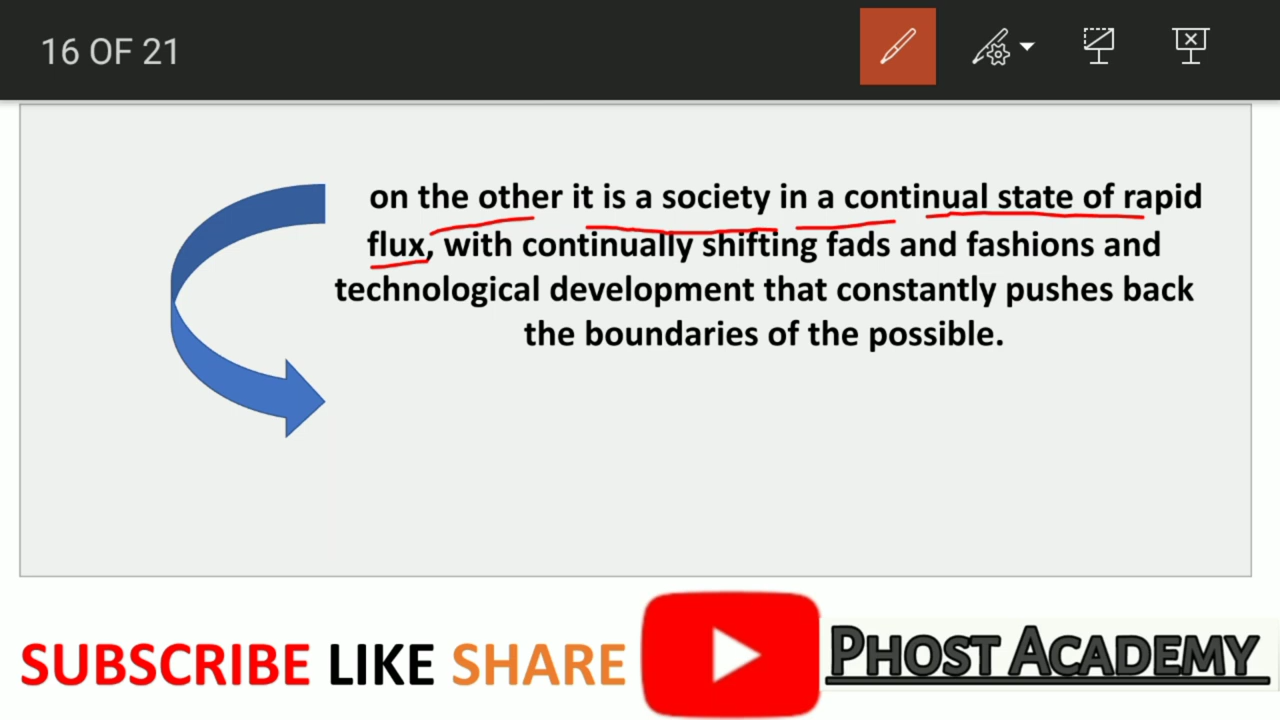 16 OF 21
on the other it is a society in a continual state of rapid
flux, with continually shifting fads and fashions and
technological development that constantly pushes back
the boundaries of the possible.
SUBSCRIBE LIKE SHARE
PHOST ACADEMY